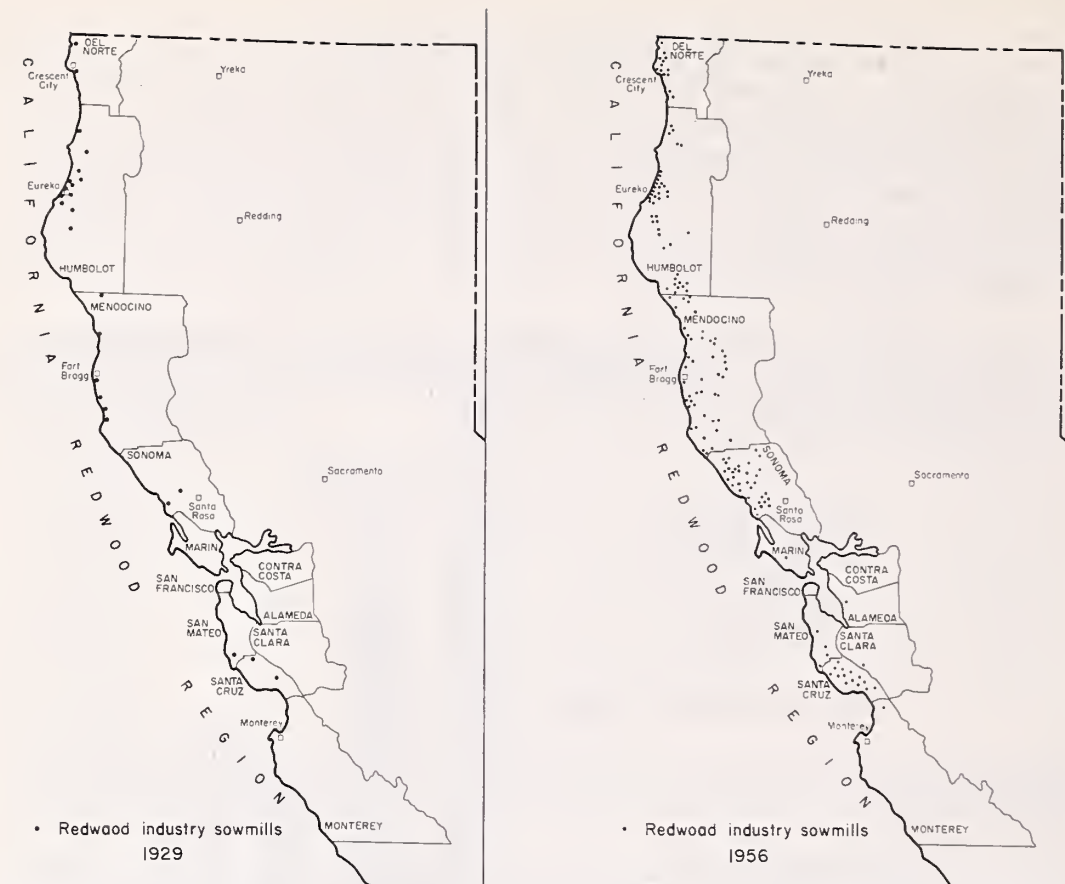 DEL
NORTE
Crescent
City
Yreka
Eureka
Redding
HUMBOLOT
MENDOCINO
Fort
Bragg
SONOMA
Sacramento
Santa
Rosa
MARIN
CONTRA
COSTA
SAN
FRANCISCO
ALAMEDA
SAN
MATEO
SANTA
CLARA
SANTA
CRUZ
Monterey
MONTEREY
CALIFORNIA
REDWOOD
REGION
• Redwood industry sawmills
1929
DEL
NORTE
Crescent
City
Yreka
Eureka
Redding
HUMBOLOT
MENDOCINO
Fort
Bragg
SONOMA
Sacramento
Santa
Rosa
MARIN
CONTRA
COSTA
SAN
FRANCISCO
ALAMEDA
SAN
MATEO
SANTA
CLARA
SANTA
CRUZ
Monterey
MONTEREY
CALIFORNIA
REDWOOD
REGION
• Redwood industry sawmills
1956